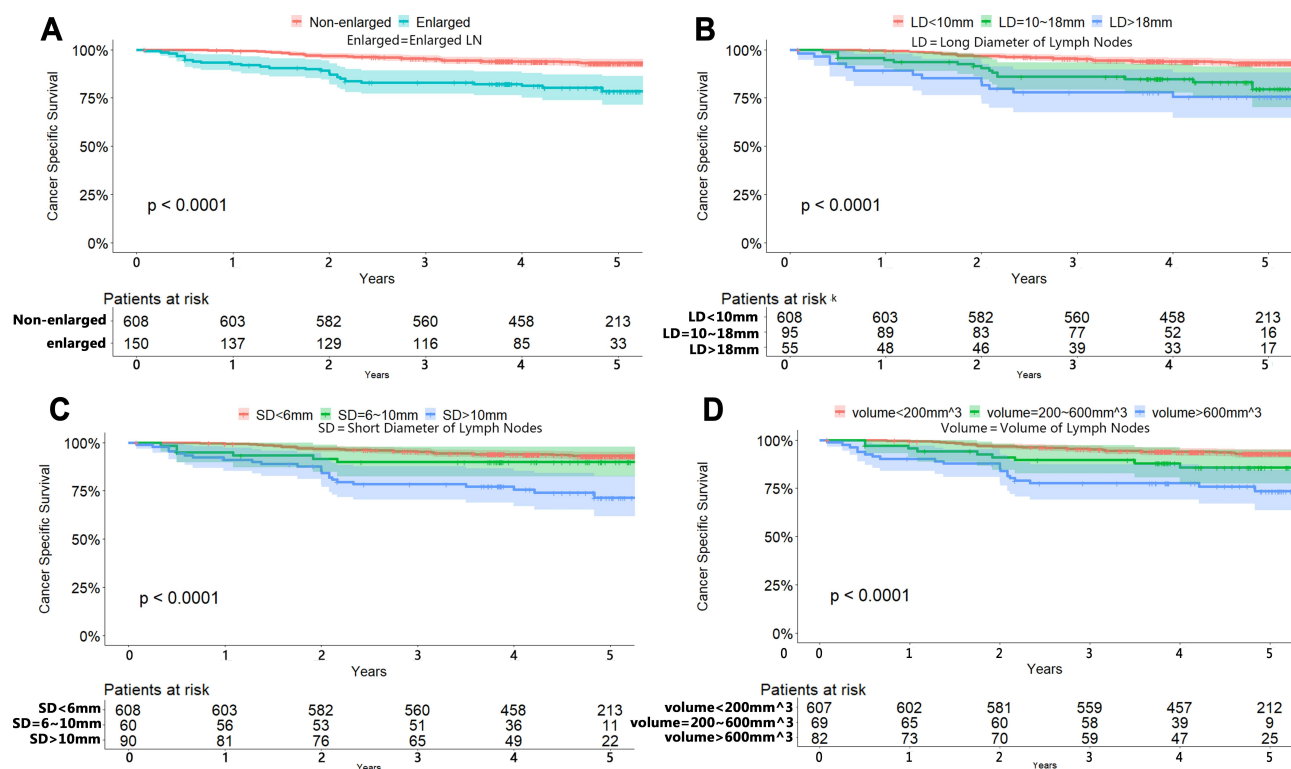 A
Non-enlarged Enlarged
Enlarged=Enlarged LN
100%
75%
50%
25%
0%
Cancer Specific Survival
p < 0.0001
0 1 2 3 4 5
Years
Patients at risk
Non-enlarged 608 603 582 560 458 213
enlarged 150 137 129 116 85 33
0 1 2 3 4 5
Years
B
LD<10mm LD=10~18mm LD>18mm
LD = Long Diameter of Lymph Nodes
100%
75%
50%
25%
0%
Cancer Specific Survival
p < 0.0001
0 1 2 3 4 5
Years
Patients at risk k
LD<10mm 608 603 582 560 458 213
LD=10~18mm 95 89 83 77 52 16
LD>18mm 55 48 46 39 33 17
0 1 2 3 4 5
Years
C
SD<6mm SD=6~10mm SD>10mm
SD = Short Diameter of Lymph Nodes
100%
75%
50%
25%
0%
Cancer Specific Survival
p < 0.0001
0 1 2 3 4 5
Years
Patients at risk
SD<6mm 608 603 582 560 458 213
SD=6~10mm 60 56 53 51 36 11
SD>10mm 90 81 76 65 49 22
0 1 2 3 4 5
Years
D
volume<200mm^3 volume=200~600mm^3 volume>600mm^3
Volume = Volume of Lymph Nodes
100%
75%
50%
25%
0%
Cancer Specific Survival
p < 0.0001
0 0 1 2 3 4 5
Years
Patients at risk
volume<200mm^3 607 602 581 559 457 212
volume=200~600mm^3 69 65 60 58 39 9
volume>600mm^3 82 73 70 59 47 25
0 1 2 3 4 5
Years